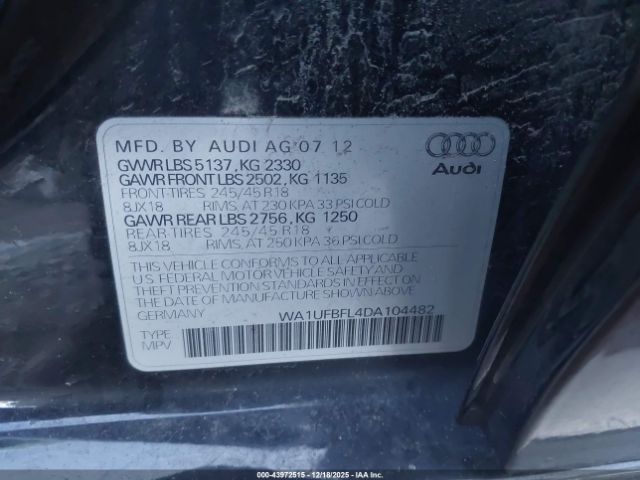 MFD. BY AUDI AG 07 12
GVWR LBS 5137, KG 2330
GAWR FRONT LBS 2502, KG 1135
FRONT-TIRES 245/45 R18
8JX18 RIMS, AT 230 KPA 33 PSI COLD
GAWR REAR LBS 2756, KG 1250
REAR-TIRES 245/45 R18
8JX18 RIMS, AT 250 KPA 36 PSI COLD
Audi
THIS VEHICLE CONFORMS TO ALL APPLICABLE
U.S. FEDERAL MOTOR VEHICLE SAFETY AND
THEFT PREVENTION STANDARDS IN EFFECT ON
THE DATE OF MANUFACTURE SHOWN ABOVE.
GERMANY WA1UFBFL4DA104482
TYPE
MPV
000-43972515 - 12/18/2025 - IAAI.COM